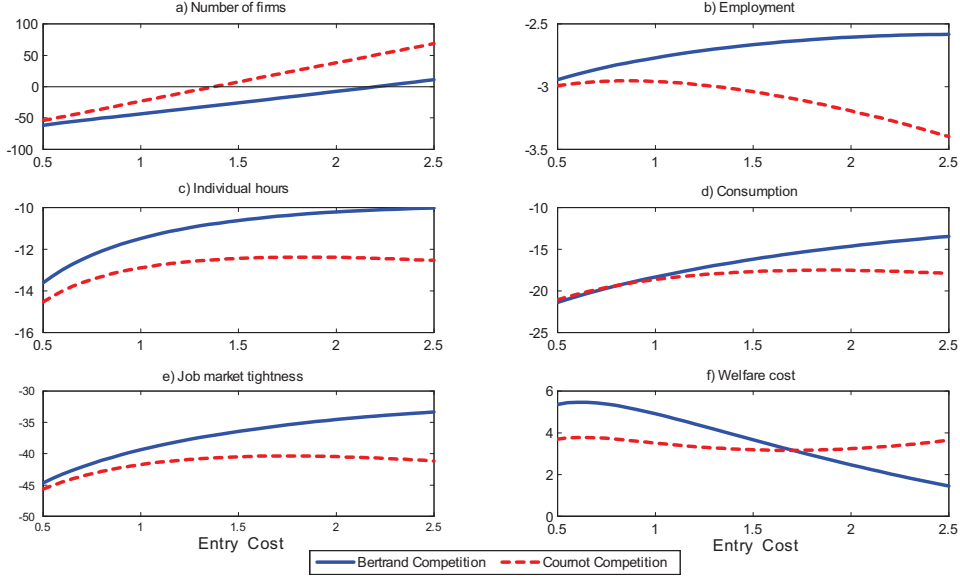 a) Number of firms
100
50
0
-50
-100
0.5 1 1.5 2 2.5
b) Employment
-2.5
-3
-3.5
0.5 1 1.5 2 2.5
c) Individual hours
-10
-12
-14
-16
0.5 1 1.5 2 2.5
d) Consumption
-10
-15
-20
-25
0.5 1 1.5 2 2.5
e) Job market tightness
-30
-35
-40
-45
-50
0.5 1 1.5 2 2.5
Entry Cost
f) Welfare cost
6
4
2
0
0.5 1 1.5 2 2.5
Entry Cost
Bertrand Competition Cournot Competition